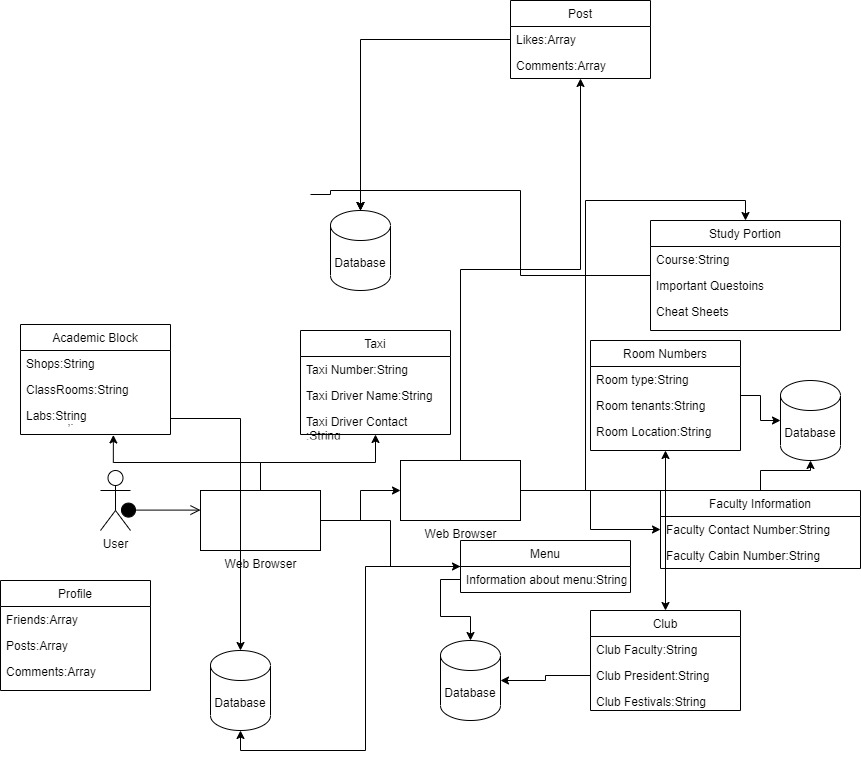 Post
Likes:Array
Comments:Array
Database
Study Portion
Course:String
Important Questoins
Cheat Sheets
Academic Block
Shops:String
ClassRooms:String
Labs:String
Taxi
Taxi Number:String
Taxi Driver Name:String
Taxi Driver Contact
:String
Room Numbers
Room type:String
Room tenants:String
Room Location:String
Database
User
Web Browser
Web Browser
Faculty Information
Faculty Contact Number:String
Faculty Cabin Number:String
Menu
Information about menu:String
Profile
Friends:Array
Posts:Array
Comments:Array
Database
Database
Club
Club Faculty:String
Club President:String
Club Festivals:String